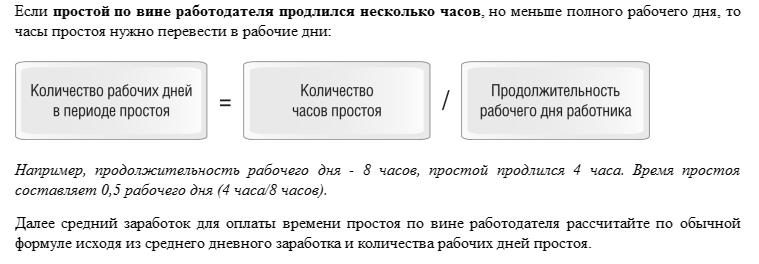 Если простой по вине работодателя продлился несколько часов, но меньше полного рабочего дня, то
часы простоя нужно перевести в рабочие дни:
Количество рабочих дней
в периоде простоя
=
Количество
часов простоя
/
Продолжительность
рабочего дня работника
Например, продолжительность рабочего дня - 8 часов, простой продлился 4 часа. Время простоя
составляет 0,5 рабочего дня (4 часа/8 часов).
Далее средний заработок для оплаты времени простоя по вине работодателя рассчитайте по обычной
формуле исходя из среднего дневного заработка и количества рабочих дней простоя.